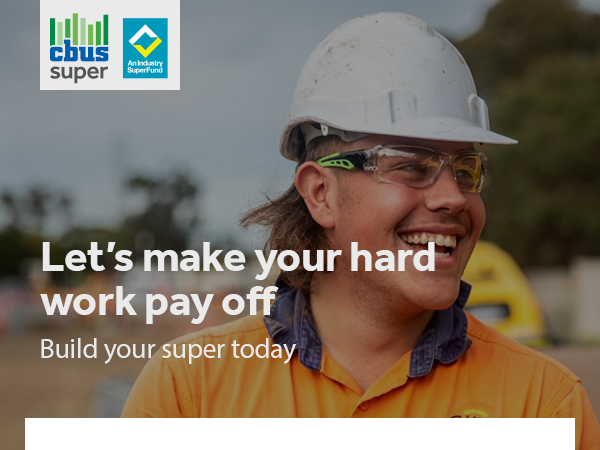 cbus
super
An Industry
SuperFund
Let's make your hard
work pay off
Build your super today